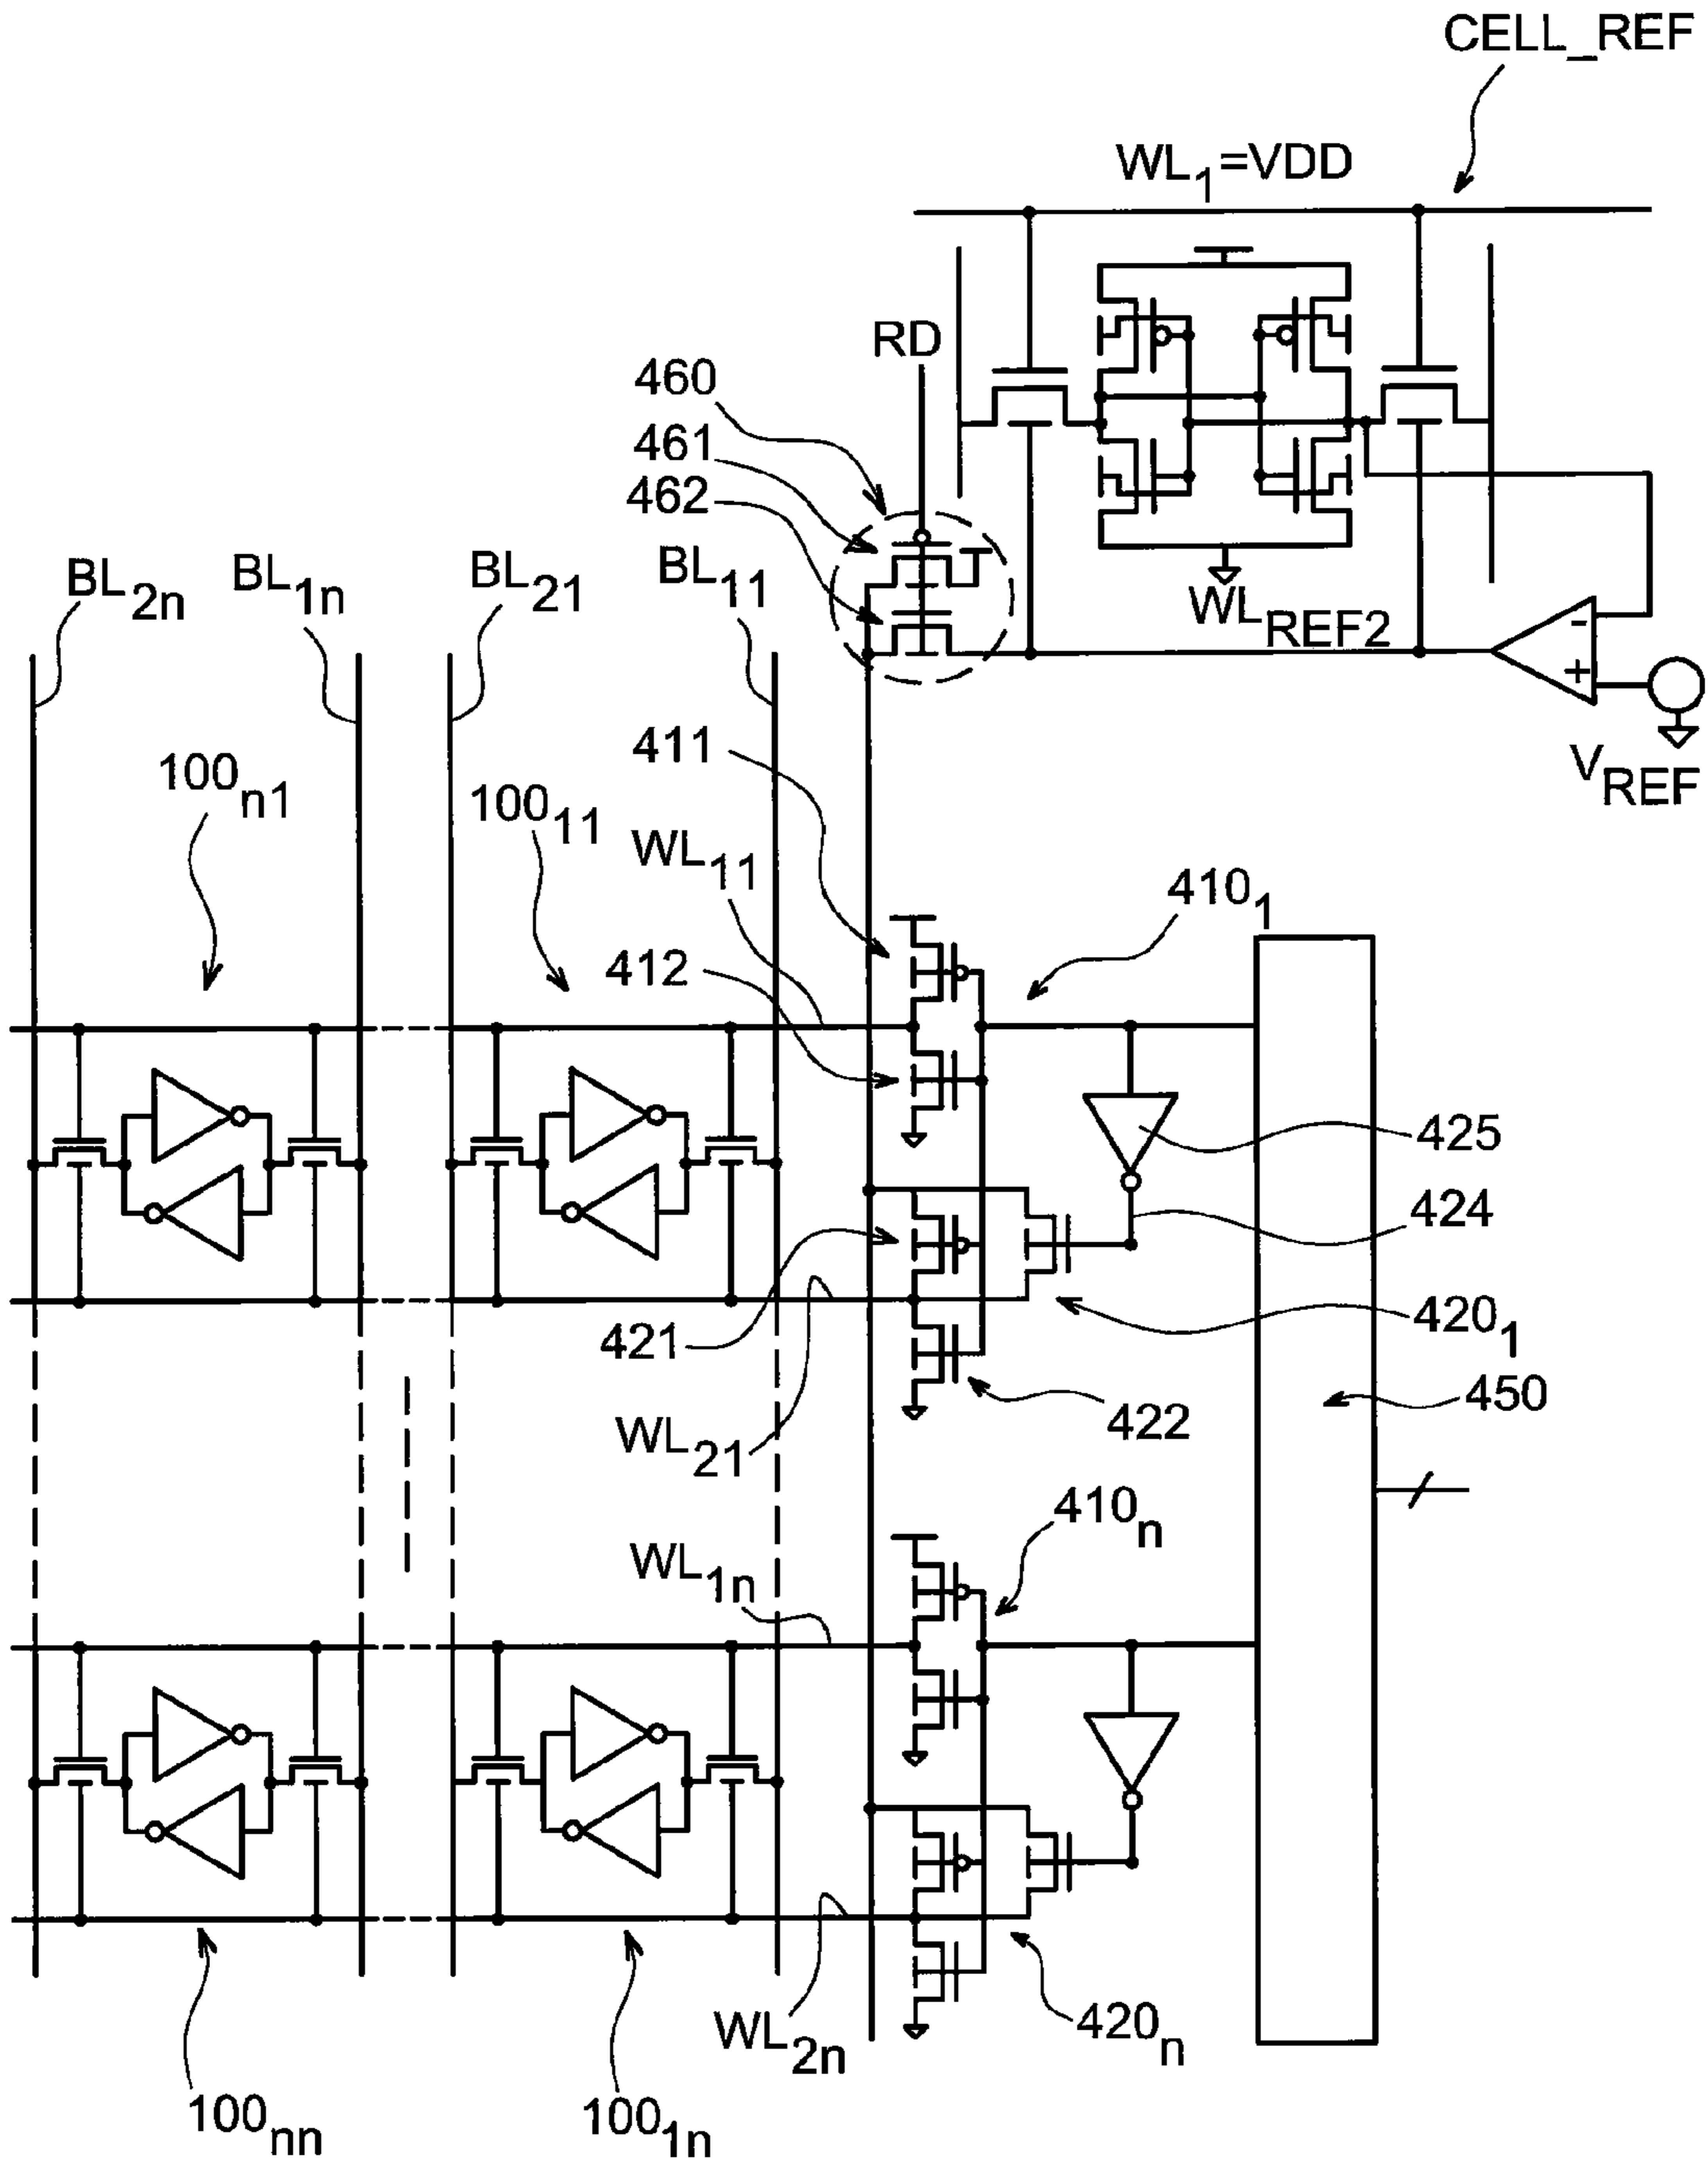 CELL_REF
WL1=VDD
RD
460
461
462
BL2n
BL1n
BL21
BL11
WLREF2
-
+
VREF
411
100n1
10011
WL11
4101
412
425
424
421
4201
450
422
WL21
410n
WL1n
WL2n
420n
100nn
1001n